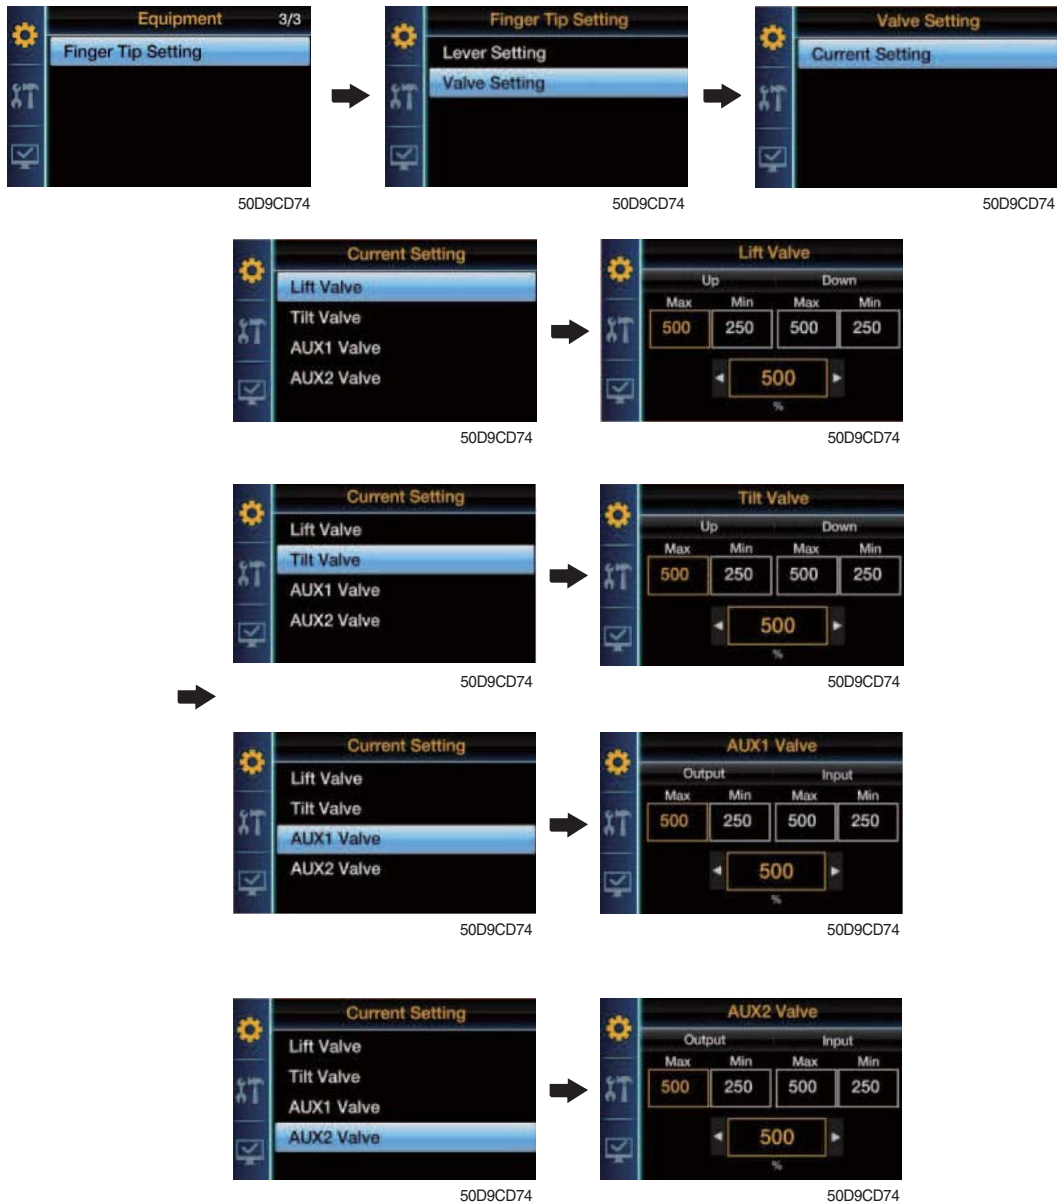 Equipment 3/3
Finger Tip Setting
50D9CD74
Finger Tip Setting
Lever Setting
Valve Setting
50D9CD74
Valve Setting
Current Setting
50D9CD74
Current Setting
Lift Valve
Tilt Valve
AUX1 Valve
AUX2 Valve
50D9CD74
Lift Valve
Up Down
Max Min Max Min
500 250 500 250
500
%
50D9CD74
Current Setting
Lift Valve
Tilt Valve
AUX1 Valve
AUX2 Valve
50D9CD74
Tilt Valve
Up Down
Max Min Max Min
500 250 500 250
500
%
50D9CD74
Current Setting
Lift Valve
Tilt Valve
AUX1 Valve
AUX2 Valve
50D9CD74
AUX1 Valve
Output Input
Max Min Max Min
500 250 500 250
500
%
50D9CD74
Current Setting
Lift Valve
Tilt Valve
AUX1 Valve
AUX2 Valve
50D9CD74
AUX2 Valve
Output Input
Max Min Max Min
500 250 500 250
500
%
50D9CD74